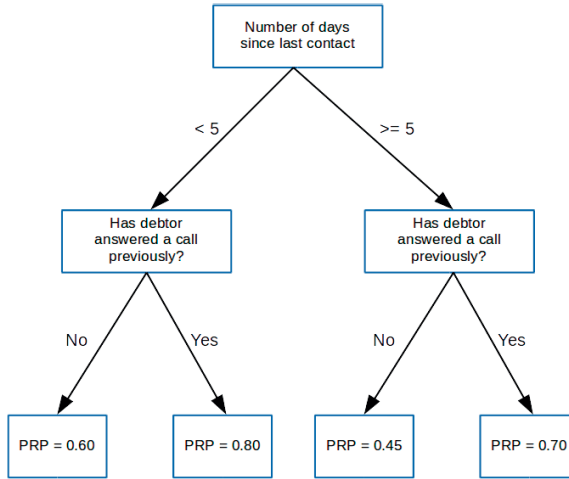 Number of days
since last contact
< 5
>= 5
Has debtor
answered a call
previously?
Has debtor
answered a call
previously?
No
Yes
No
Yes
PRP = 0.60
PRP = 0.80
PRP = 0.45
PRP = 0.70